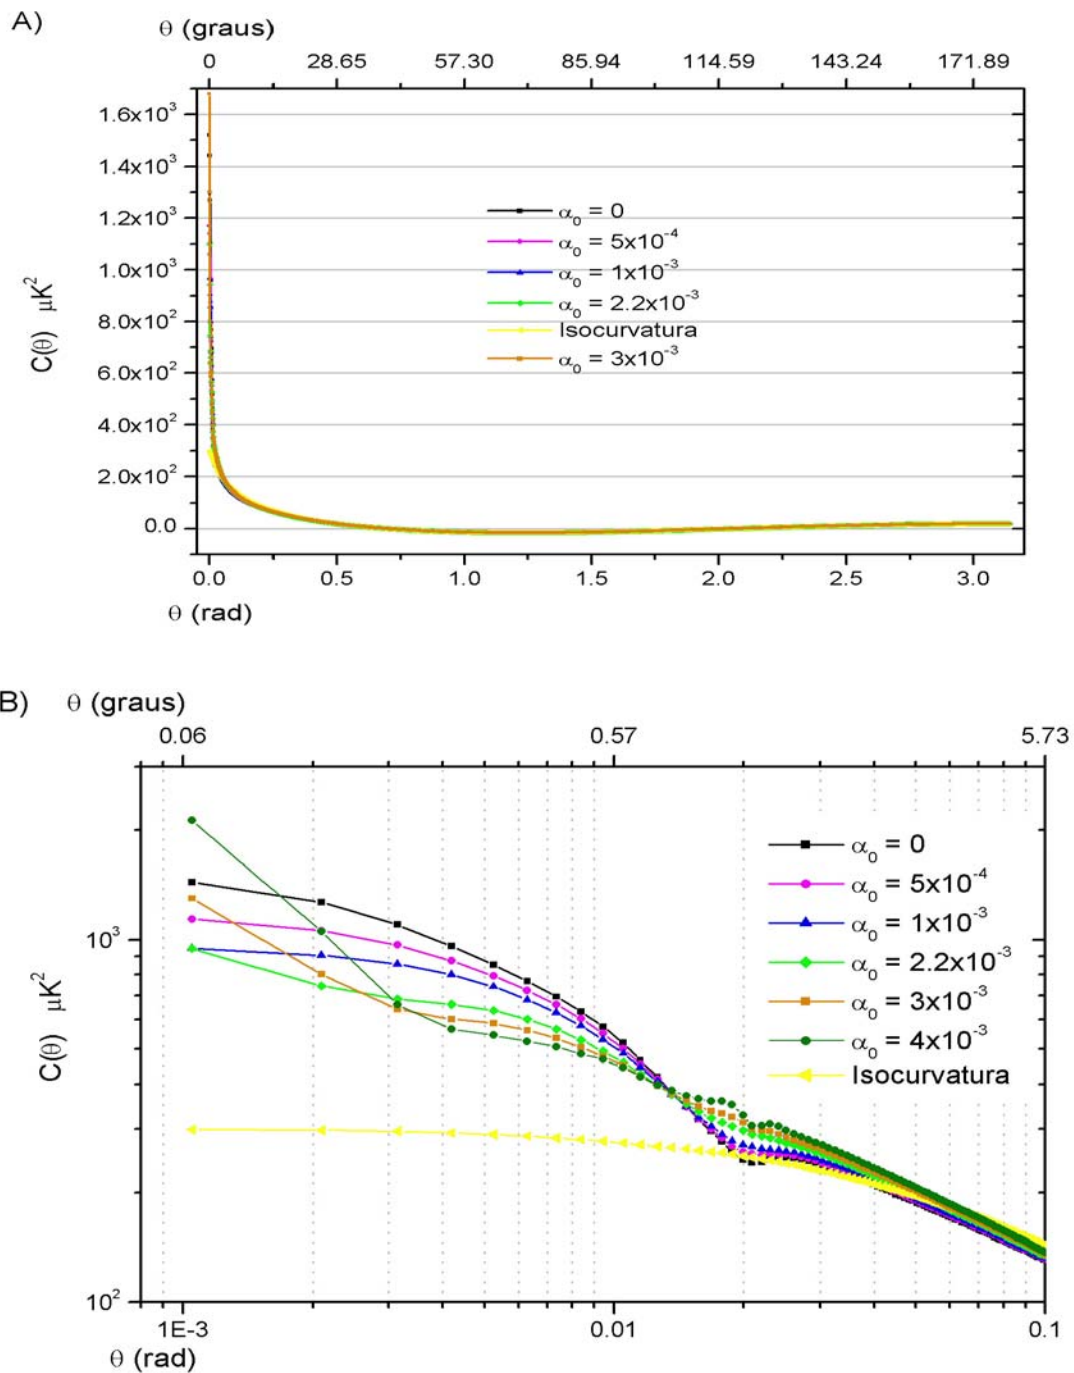 A)
θ (graus)
0 28.65 57.30 85.94 114.59 143.24 171.89
1.6x10³
1.4x10³
1.2x10³
1.0x10³
8.0x10²
6.0x10²
4.0x10²
2.0x10²
0.0
C(θ) μK²
α₀ = 0
α₀ = 5x10⁻⁴
α₀ = 1x10⁻³
α₀ = 2.2x10⁻³
Isocurvatura
α₀ = 3x10⁻³
0.0 0.5 1.0 1.5 2.0 2.5 3.0
θ (rad)
B) θ (graus)
0.06 0.57 5.73
10³
10²
C(θ) μK²
α₀ = 0
α₀ = 5x10⁻⁴
α₀ = 1x10⁻³
α₀ = 2.2x10⁻³
α₀ = 3x10⁻³
α₀ = 4x10⁻³
Isocurvatura
1E-3 0.01 0.1
θ (rad)